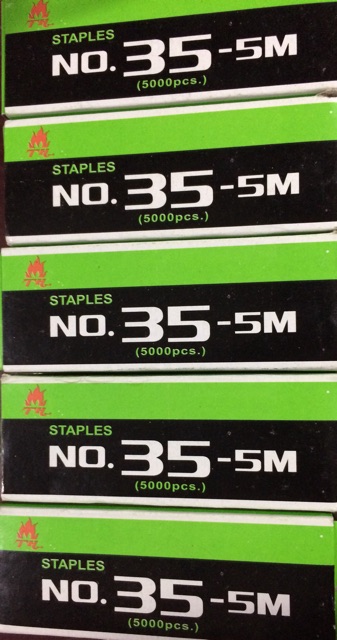 STAPLES
NO. 35-5M
(5000pcs.)
STAPLES
NO. 35-5M
(5000pcs.)
STAPLES
NO. 35-5M
(5000pcs.)
STAPLES
NO. 35-5M
(5000pcs.)
STAPLES
NO. 35-5M
(5000pcs.)